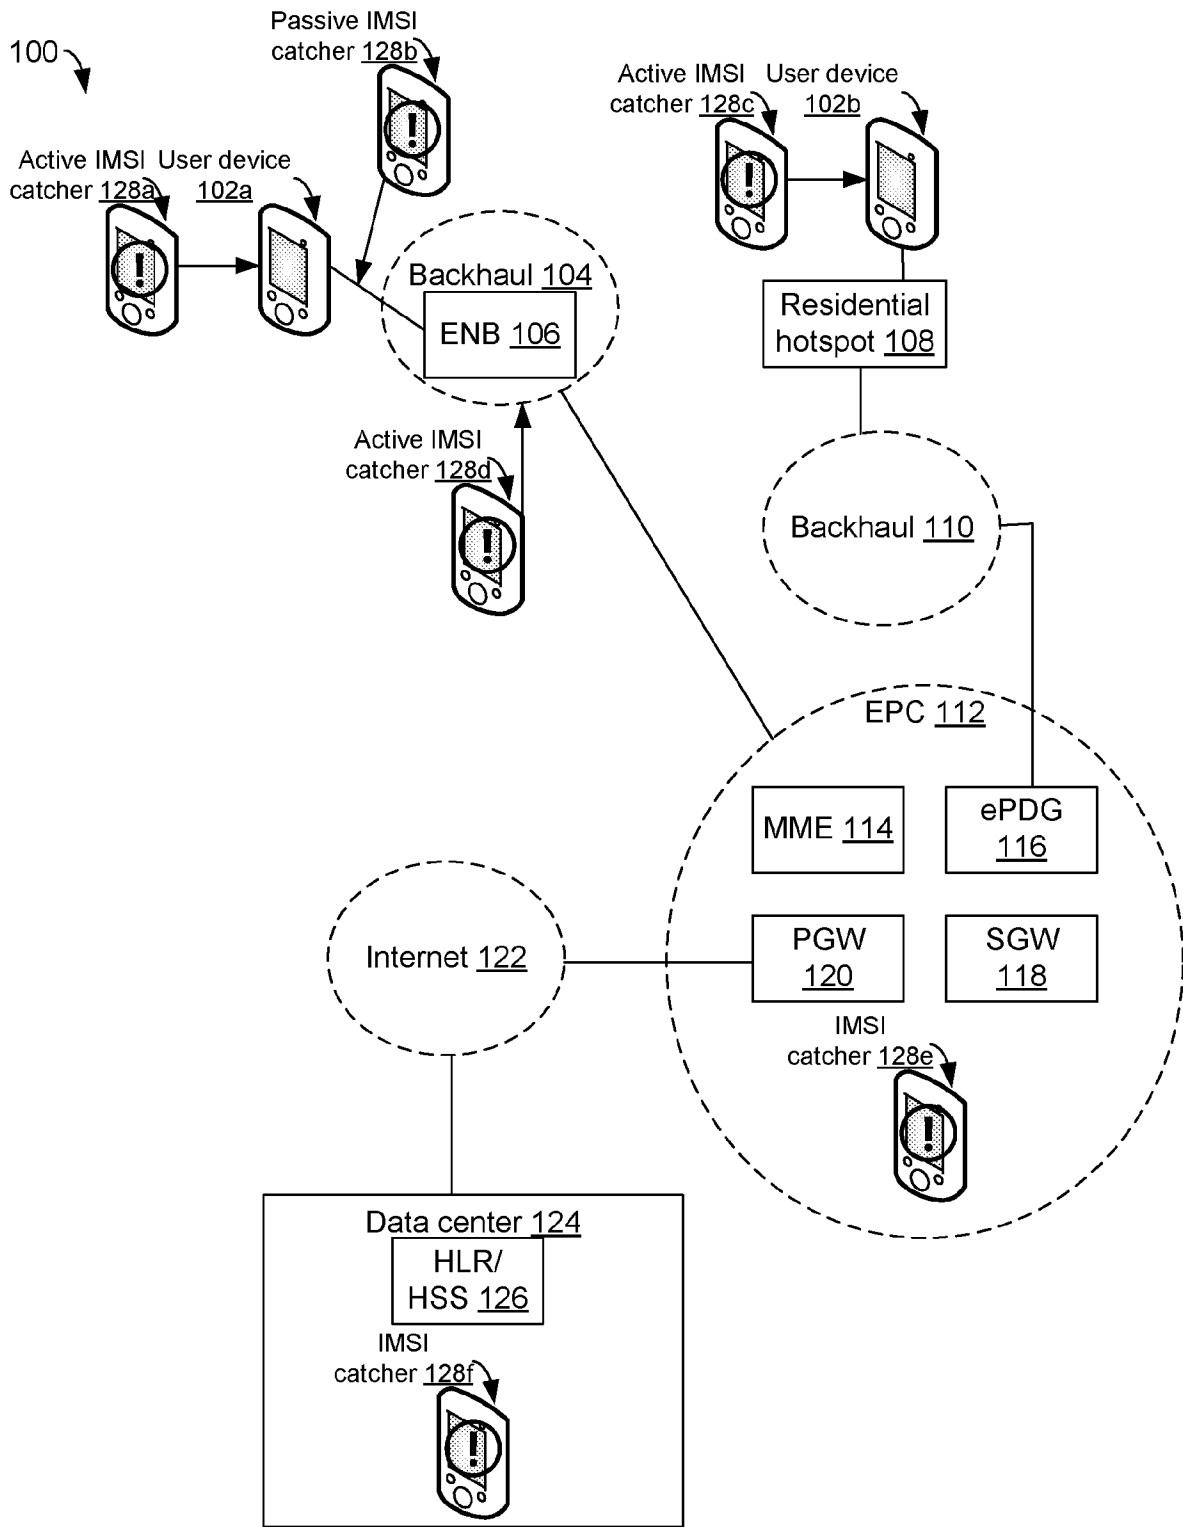 100
Passive IMSI
catcher 128b
Active IMSI
catcher 128a
User device
102a
Active IMSI
catcher 128c
User device
102b
Backhaul 104
ENB 106
Residential
hotspot 108
Active IMSI
catcher 128d
Backhaul 110
EPC 112
MME 114
ePDG
116
PGW
120
SGW
118
Internet 122
IMSI
catcher 128e
Data center 124
HLR/
HSS 126
IMSI
catcher 128f